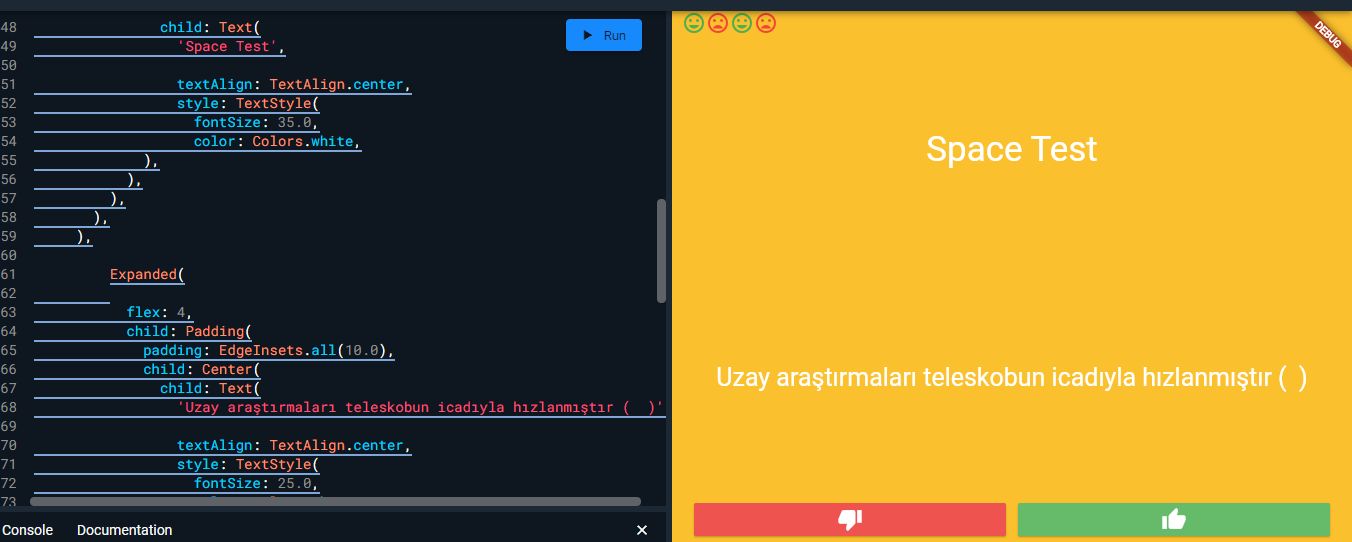 48 child: Text(
49 'Space Test',
50
51 textAlign: TextAlign.center,
52 style: TextStyle(
53 fontSize: 35.0,
54 color: Colors.white,
55 ),
56 ),
57 ),
58 ),
59 ),
60
61 Expanded(
62
63 flex: 4,
64 child: Padding(
65 padding: EdgeInsets.all(10.0),
66 child: Center(
67 child: Text(
68 'Uzay araştırmaları teleskobun icadıyla hızlanmıştır (  )'
69
70 textAlign: TextAlign.center,
71 style: TextStyle(
72 fontSize: 25.0,
73
Run
Console Documentation
DEBUG
Space Test
Uzay araştırmaları teleskobun icadıyla hızlanmıştır (  )